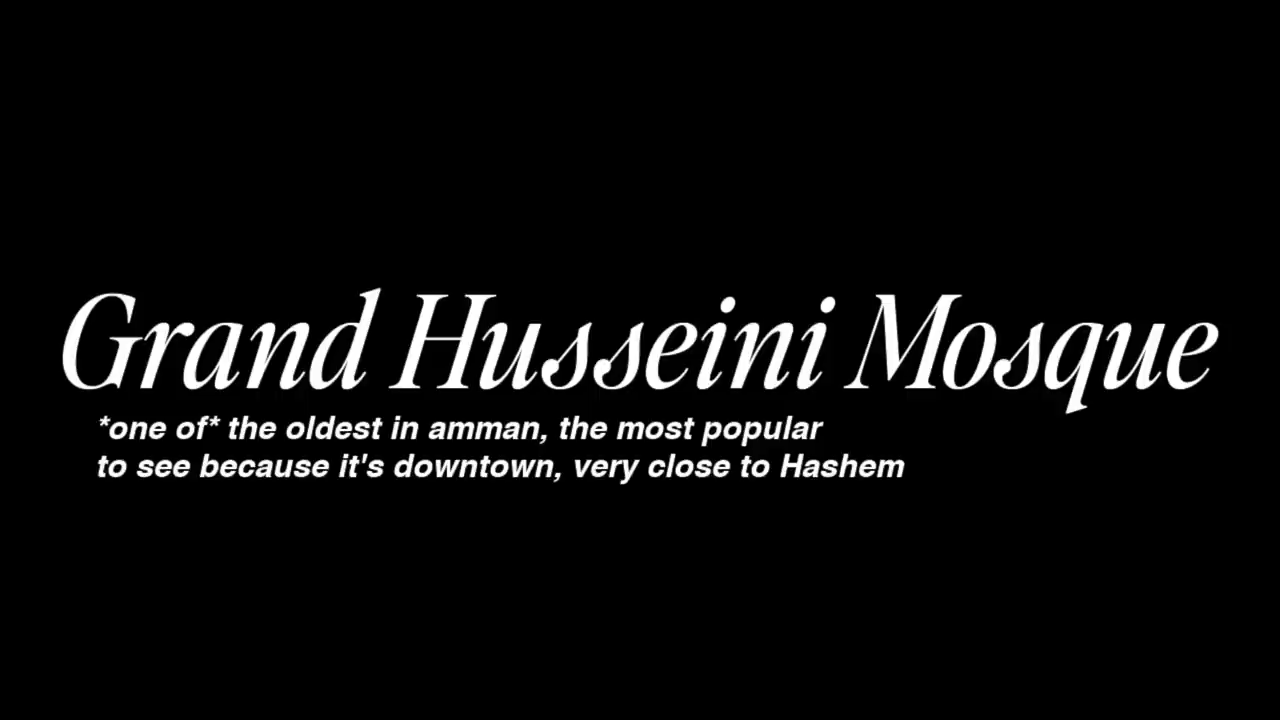 Grand Husseini Mosque
*one of* the oldest in amman, the most popular
to see because it's downtown, very close to Hashem